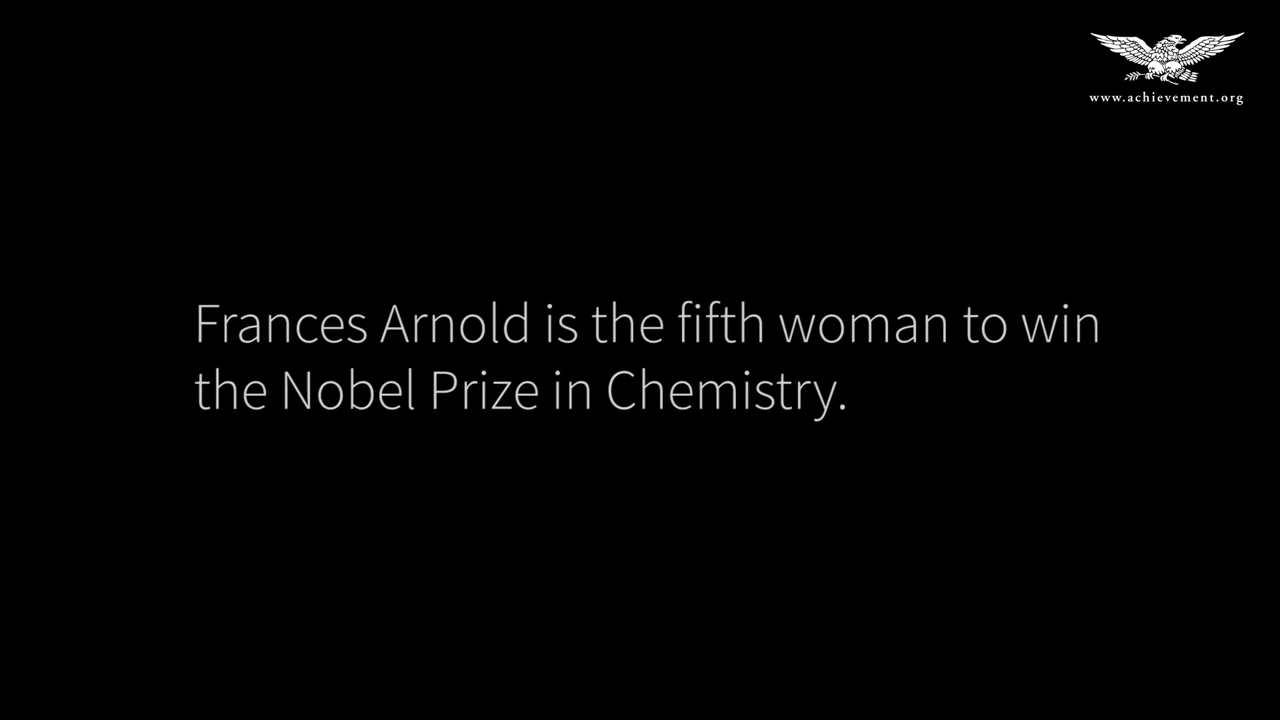 www.achievement.org
Frances Arnold is the fifth woman to win
the Nobel Prize in Chemistry.